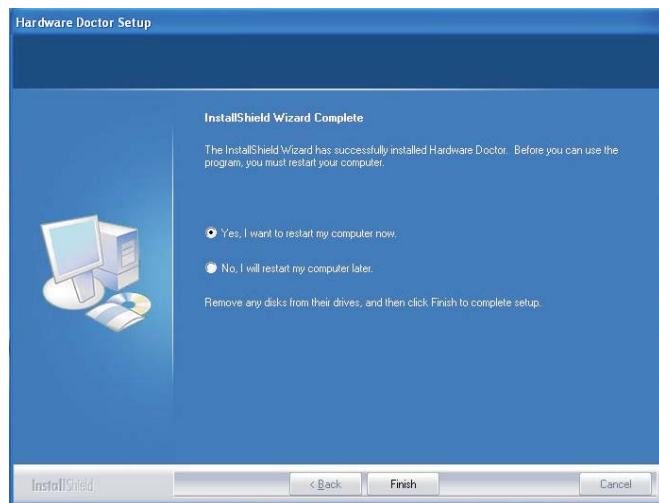 Hardware Doctor Setup
InstallShield Wizard Complete
The InstallShield Wizard has successfully installed Hardware Doctor. Before you can use the
program, you must restart your computer.
Yes, I want to restart my computer now.
No, I will restart my computer later.
Remove any disks from their drives, and then click Finish to complete setup.
InstallShield
< Back
Finish
Cancel